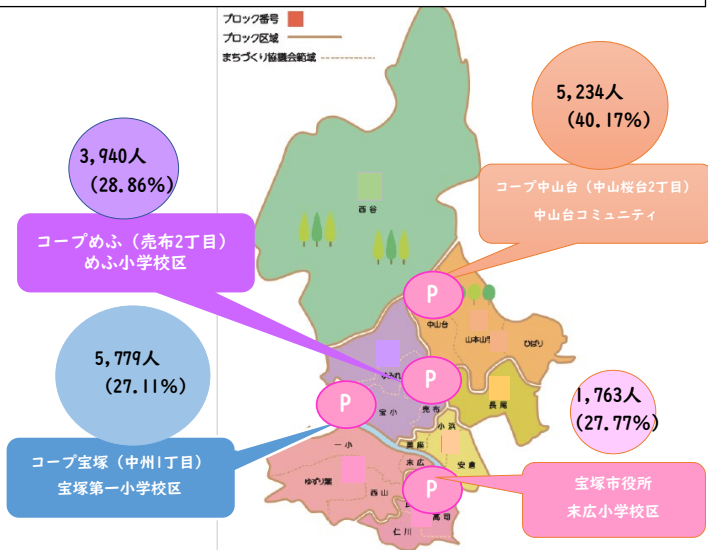 ブロック番号
ブロック区域
まちづくり協議会範域
5,234人
(40.17%)
3,940人
(28.86%)
コープ中山台（中山桜台2丁目）
中山台コミュニティ
西谷
コープめふ（売布2丁目）
めふ小学校区
P
中山台
山本山手
ひばり
5,779人
(27.11%)
すみれ
P
長尾
1,763人
(27.77%)
P
宝小
売布
小浜
一小
美座
コープ宝塚（中州1丁目）
宝塚第一小学校区
末広
安倉
宝塚市役所
末広小学校区
ゆずり葉
西山
P
高司
仁川